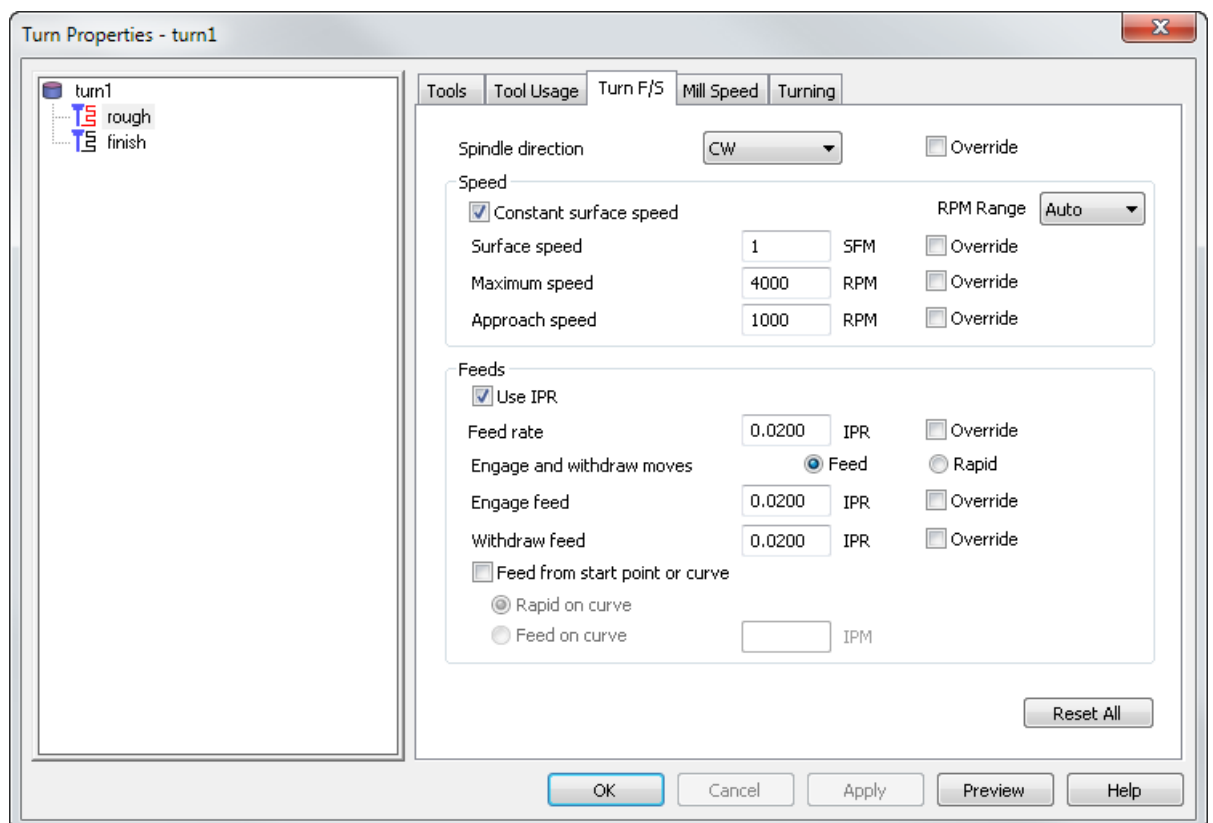 Turn Properties - turn1
turn1
rough
finish
Tools Tool Usage Turn F/S Mill Speed Turning
Spindle direction CW Override
Speed
Constant surface speed RPM Range Auto
Surface speed 1 SFM Override
Maximum speed 4000 RPM Override
Approach speed 1000 RPM Override
Feeds
Use IPR
Feed rate 0.0200 IPR Override
Engage and withdraw moves Feed Rapid
Engage feed 0.0200 IPR Override
Withdraw feed 0.0200 IPR Override
Feed from start point or curve
Rapid on curve
Feed on curve IPM
Reset All
OK Cancel Apply Preview Help